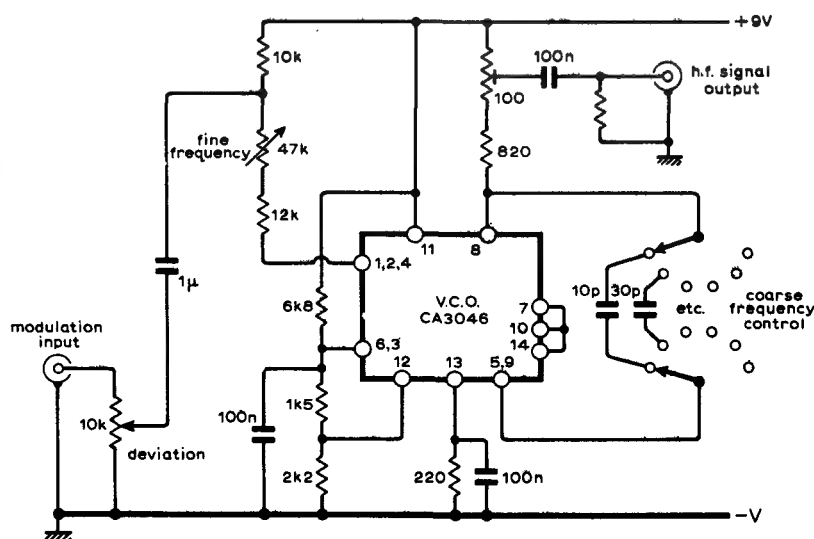 +9V
10k
100n
h.f. signal
output
100
fine
frequency
47k
820
12k
11
8
1,2,4
1μ
10p
30p
etc.
coarse
frequency
control
V.C.O.
CA3046
7
10
14
6k8
modulation
input
6,3
12
13
5,9
10k
deviation
100n
1k5
2k2
220
100n
-V